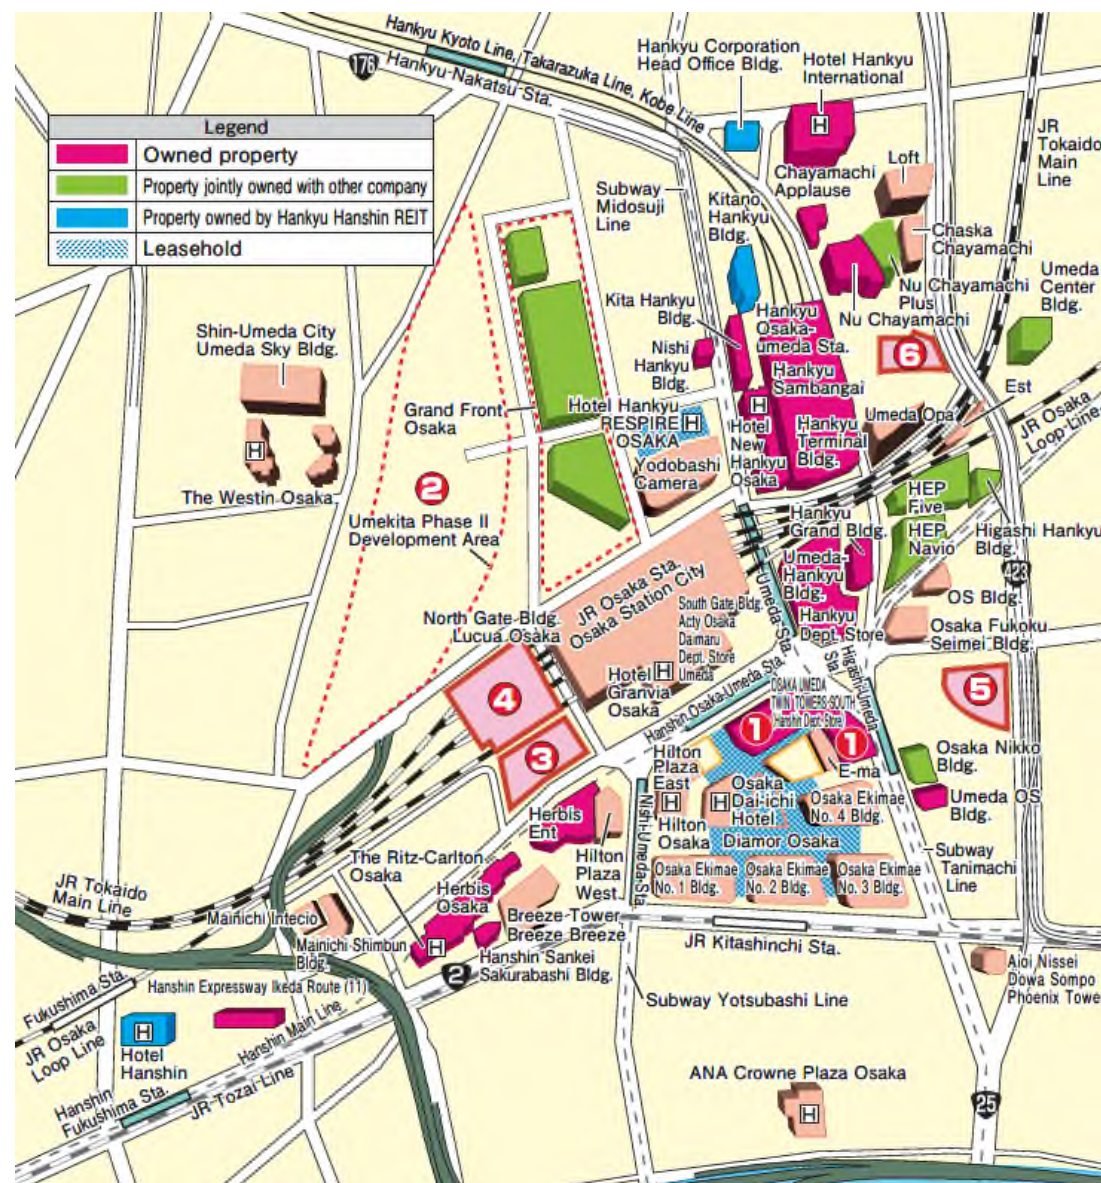 Hankyu Kyoto Line, Takarazuka Line, Kobe Line
Hankyu Nakatsu Sta.
176
Hankyu Corporation
Head Office Bldg.
Hotel Hankyu
International
H
JR
Tokaido
Main
Line
Legend
Owned property
Property jointly owned with other company
Property owned by Hankyu Hanshin REIT
Leasehold
Subway
Midosuji
Line
Chayamachi
Applause
Loft
Kitano
Hankyu
Bldg.
Chaska
Chayamachi
Nu Chayamachi
Plus
Nu Chayamachi
Umeda
Center
Bldg.
Kita Hankyu
Bldg.
Hankyu
Osaka-
umeda Sta.
Shin-Umeda City
Umeda Sky Bldg.
Nishi
Hankyu
Bldg.
Hankyu
Sambangai
6
Est
Grand Front
Osaka
Hotel Hankyu
RESPIRE
OSAKA
H
H
Hotel
New
Hankyu
Osaka
Hankyu
Terminal
Bldg.
Umeda Opa
JR Osaka
Loop-Line
H
The Westin Osaka
Yodobashi
Camera
2
Umekita Phase II
Development Area
HEP
Five
HEP
Navio
Higashi Hankyu
Bldg.
Hankyu
Grand Bldg.
Umeda-
Hankyu
Bldg.
Umeda Sta.
423
OS Bldg.
JR Osaka Sta.
Osaka Station City
North Gate Bldg.
Lucua Osaka
South Gate Bldg.
Acty Osaka
Daimaru
Dept. Store
Umeda
Hankyu
Dept. Store
Osaka Fukoku
Seimei Bldg.
Hotel
Granvia
Osaka
H
Higashi-Umeda
Sta.
4
5
Hanshin Osaka-Umeda Sta.
OSAKA UMEDA
TWIN TOWERS SOUTH
Hanshin Dept. Store
1
1
3
E-ma
Osaka Nikko
Bldg.
Umeda OS
Bldg.
Hilton
Plaza
East
H
Hilton
Osaka
H
Osaka
Dai-ichi
Hotel
Osaka Ekimae
No. 4 Bldg.
Nishi-Umeda-Sta.
Herbis
Ent
Hilton
Plaza
West
Diamor Osaka
Osaka Ekimae
No. 1 Bldg.
Osaka Ekimae
No. 2 Bldg.
Osaka Ekimae
No. 3 Bldg.
Subway
Tanimachi
Line
The Ritz-Carlton
Osaka
Herbis
Osaka
H
JR Tokaido
Main Line
Mainichi Intecio
Mainichi Shimbun
Bldg.
Breeze Tower
Breeze Breeze
Hanshin Sankei
Sakurabashi Bldg.
2
JR Kitashinchi Sta.
Aioi Nissei
Dowa Sompo
Phoenix Tower
Fukushima Sta.
Hanshin Expressway Ikeda Route (11)
Subway Yotsubashi Line
JR Osaka
Loop Line
H
Hotel
Hanshin
Hanshin Main Line
Hanshin
Fukushima Sta.
JR Tozai Line
ANA Crowne Plaza Osaka
H
25